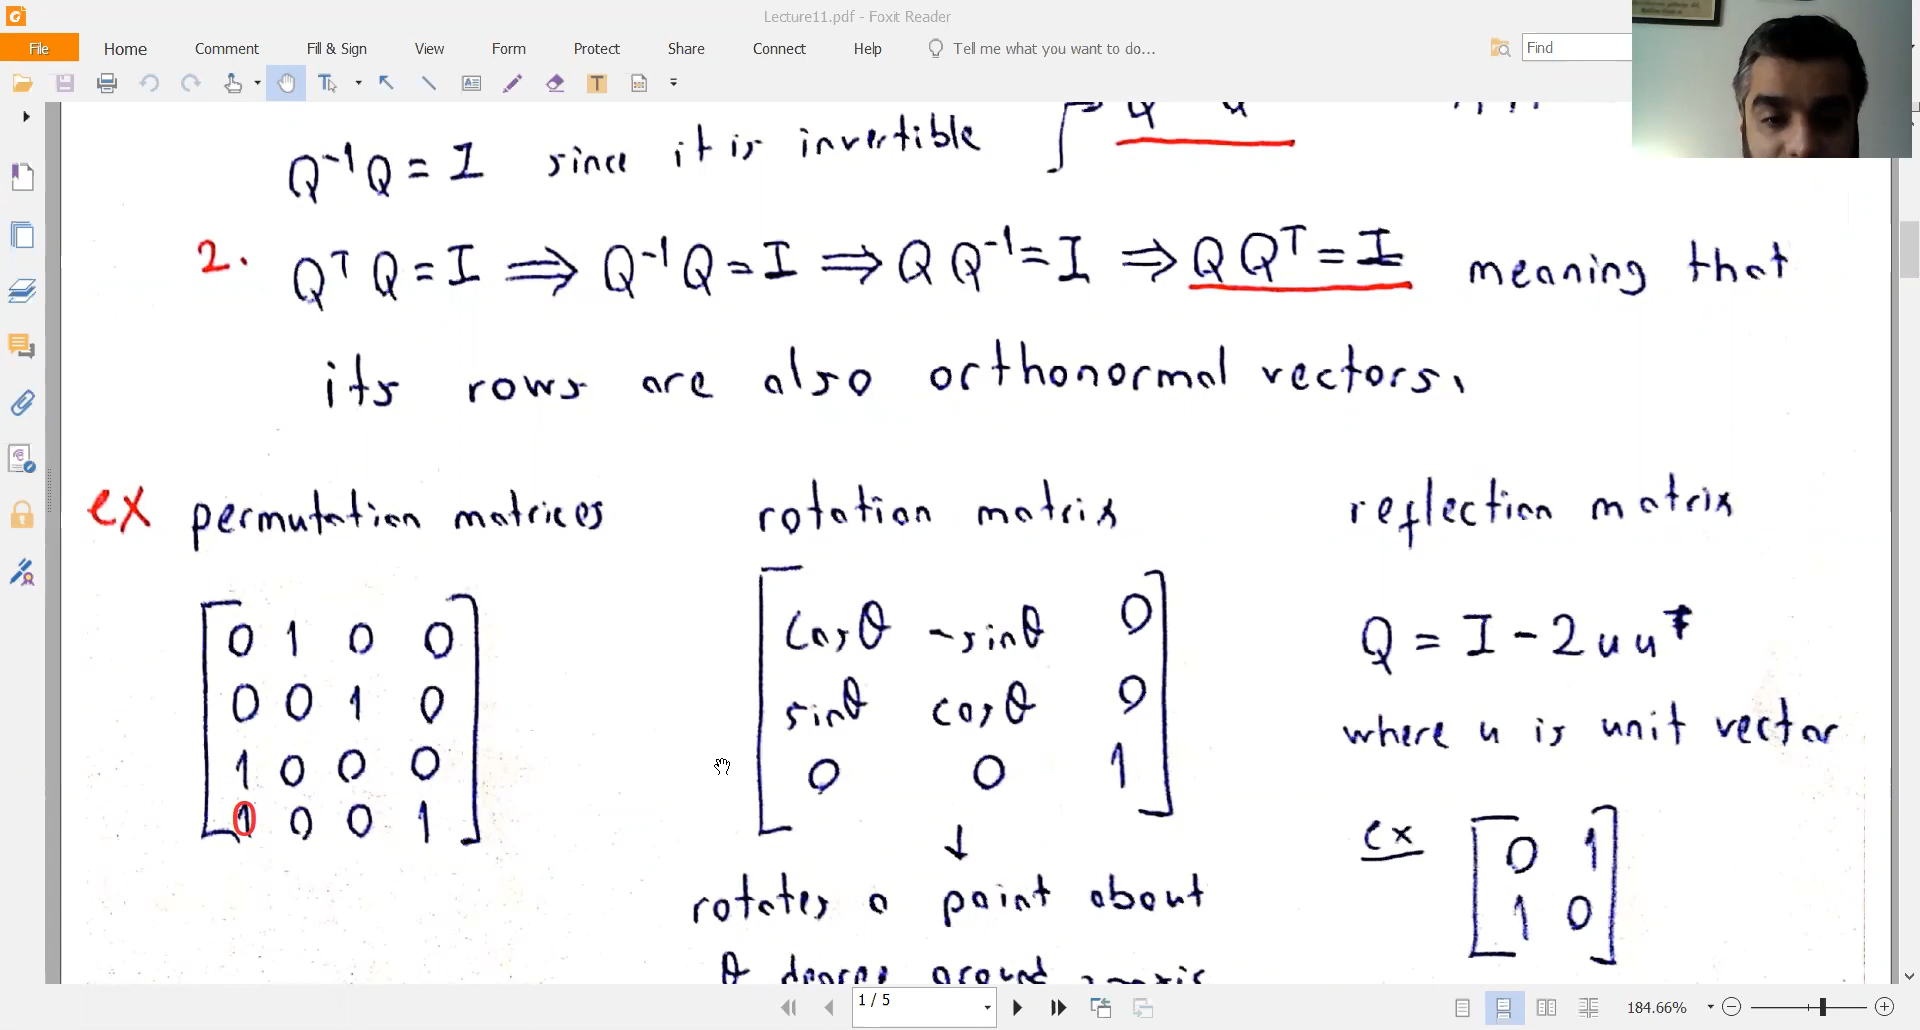 Lecture11.pdf - Foxit Reader
File Home Comment Fill & Sign View Form Protect Share Connect Help Tell me what you want to do... Find
Q⁻¹Q = I since it is invertible
2. QᵀQ = I ⟹ Q⁻¹Q = I ⟹ QQ⁻¹ = I ⟹ QQᵀ = I meaning that
its rows are also orthonormal vectors.
ex permutation matrices rotation matrix reflection matrix
0 1 0 0
0 0 1 0
1 0 0 0
0 0 0 1
cosθ -sinθ 0
sinθ cosθ 0
0 0 1
↓
rotates a point about
θ degree around
Q = I - 2uuᵀ
where u is unit vector
ex
0 1
1 0
1 / 5
184.66%